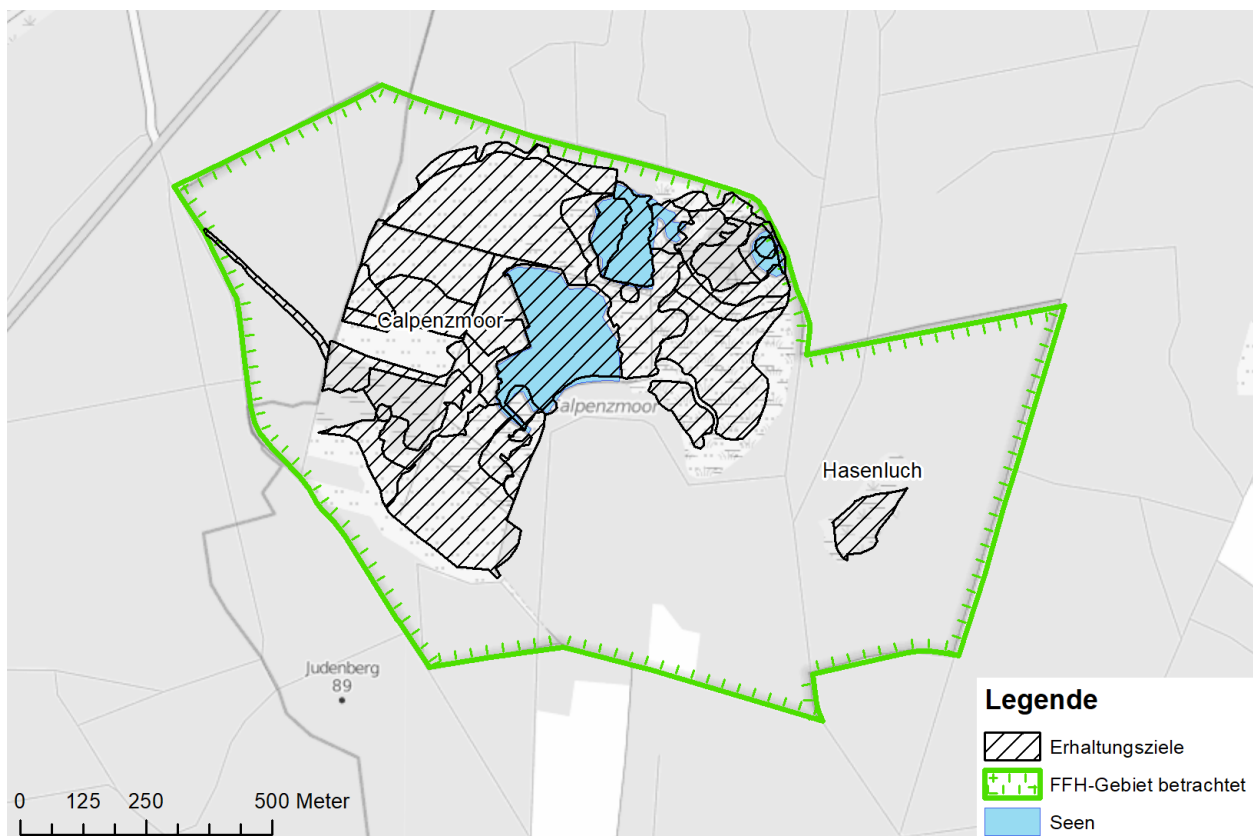 Calpenzmoor
Calpenzmoor
Hasenluch
Judenberg
89
Legende
Erhaltungsziele
FFH-Gebiet betrachtet
Seen
0 125 250 500 Meter